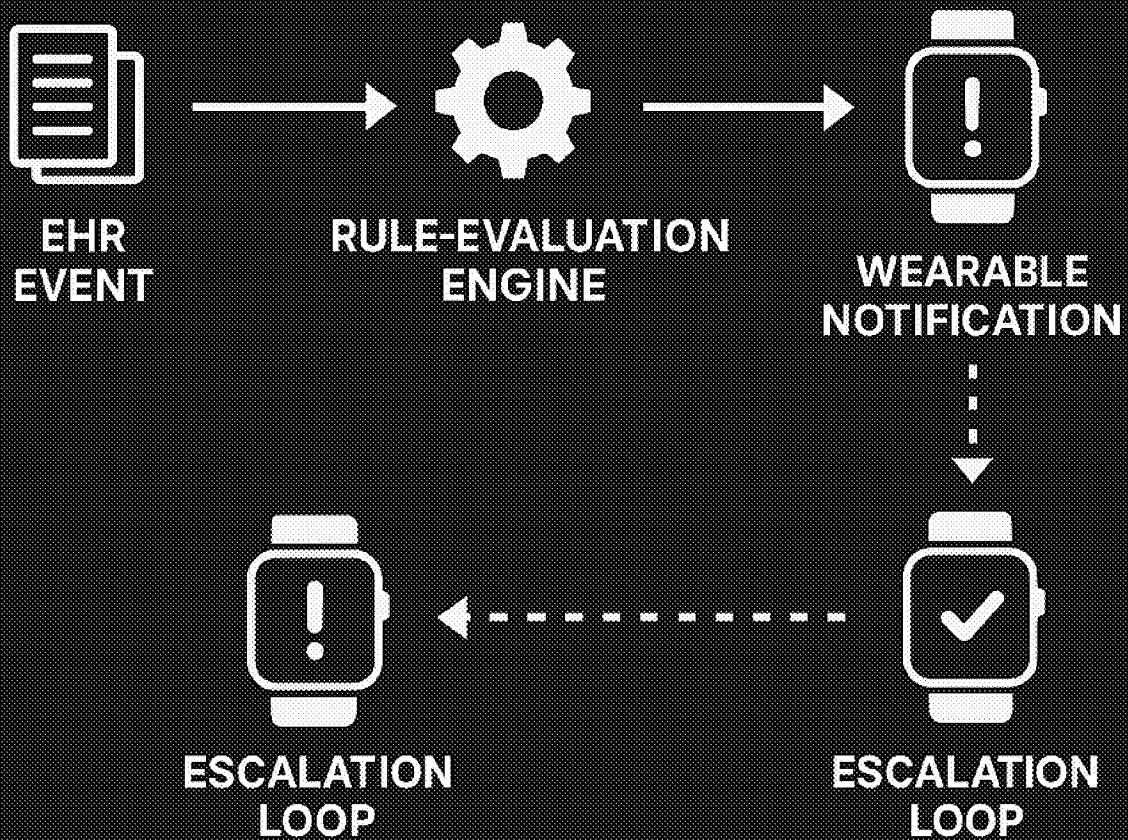 EHR
EVENT
RULE-EVALUATION
ENGINE
WEARABLE
NOTIFICATION
ESCALATION
LOOP
ESCALATION
LOOP